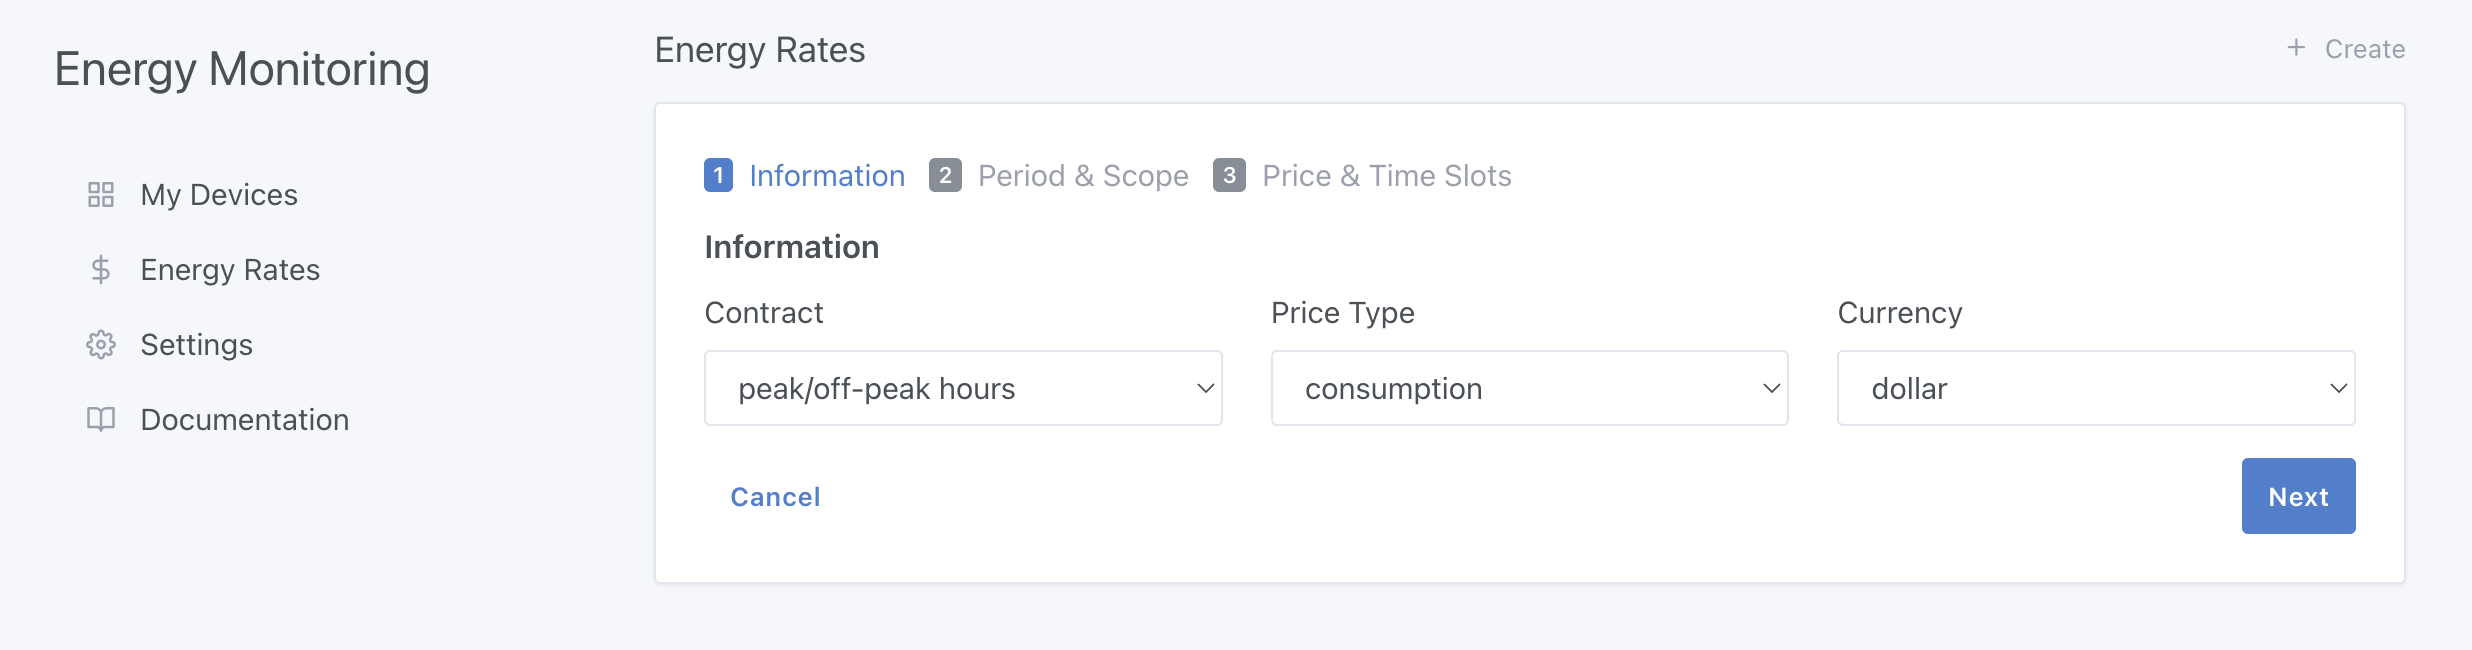 Energy Monitoring
My Devices
Energy Rates
Settings
Documentation
Energy Rates
+ Create
1 Information 2 Period & Scope 3 Price & Time Slots
Information
Contract Price Type Currency
peak/off-peak hours consumption dollar
Cancel Next